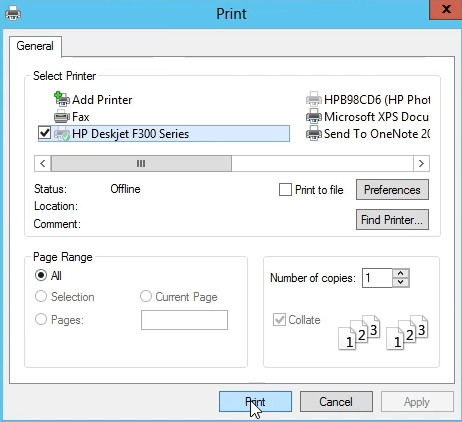 Print
General
Select Printer
Add Printer
Fax
HP Deskjet F300 Series
HPB98CD6 (HP Phot
Microsoft XPS Docu
Send To OneNote 20
Status: Offline
Location:
Comment:
Print to file
Preferences
Find Printer...
Page Range
All
Selection
Current Page
Pages:
Number of copies: 1
Collate
1 2 3 1 2 3
Print Cancel Apply